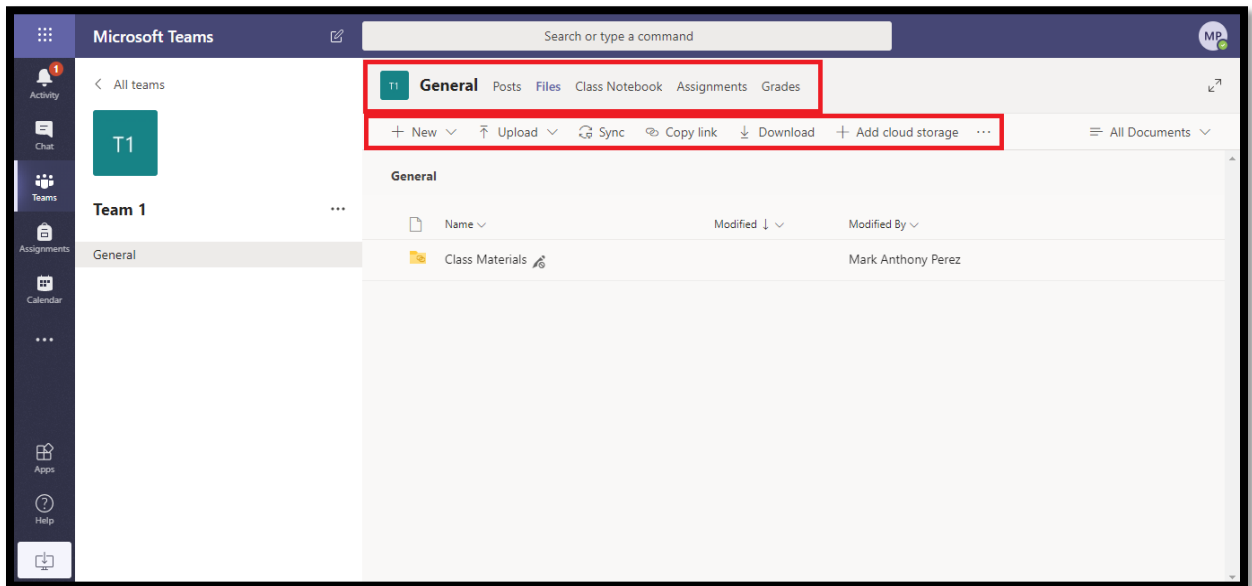 Microsoft Teams
Search or type a command
MP
1
Activity
Chat
Teams
Assignments
Calendar
Apps
Help
All teams
T1
Team 1
General
T1 General Posts Files Class Notebook Assignments Grades
New Upload Sync Copy link Download Add cloud storage All Documents
General
Name Modified Modified By
Class Materials Mark Anthony Perez